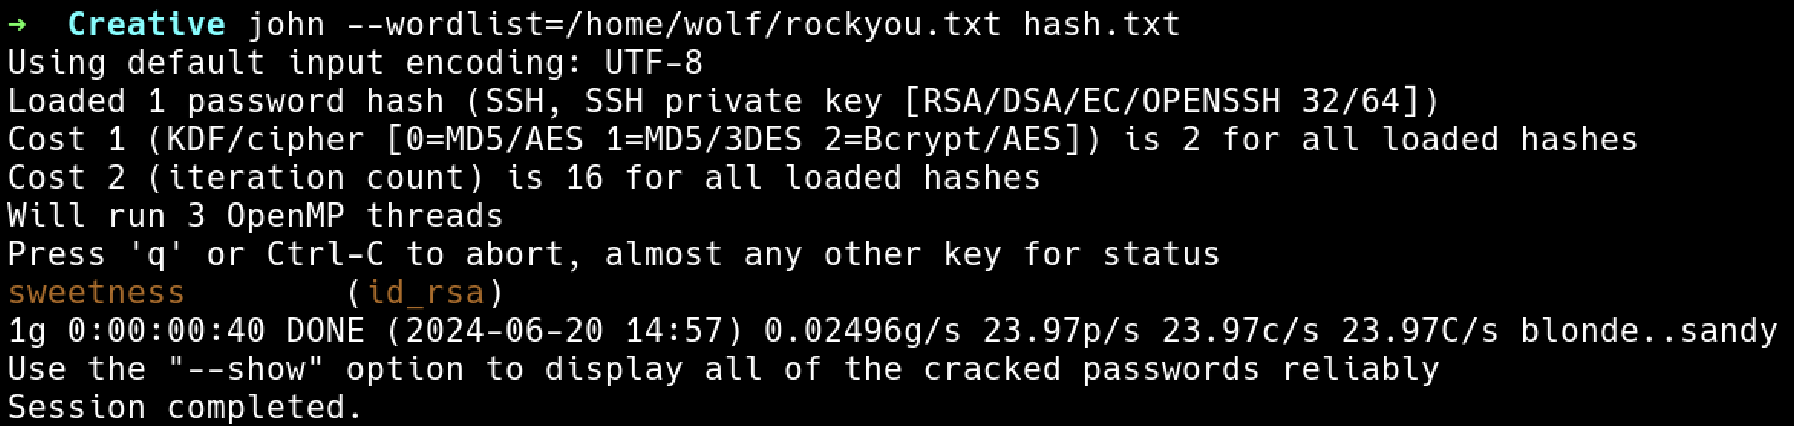 →  Creative john --wordlist=/home/wolf/rockyou.txt hash.txt
Using default input encoding: UTF-8
Loaded 1 password hash (SSH, SSH private key [RSA/DSA/EC/OPENSSH 32/64])
Cost 1 (KDF/cipher [0=MD5/AES 1=MD5/3DES 2=Bcrypt/AES]) is 2 for all loaded hashes
Cost 2 (iteration count) is 16 for all loaded hashes
Will run 3 OpenMP threads
Press 'q' or Ctrl-C to abort, almost any other key for status
sweetness        (id_rsa)
1g 0:00:00:40 DONE (2024-06-20 14:57) 0.02496g/s 23.97p/s 23.97c/s 23.97C/s blonde..sandy
Use the "--show" option to display all of the cracked passwords reliably
Session completed.